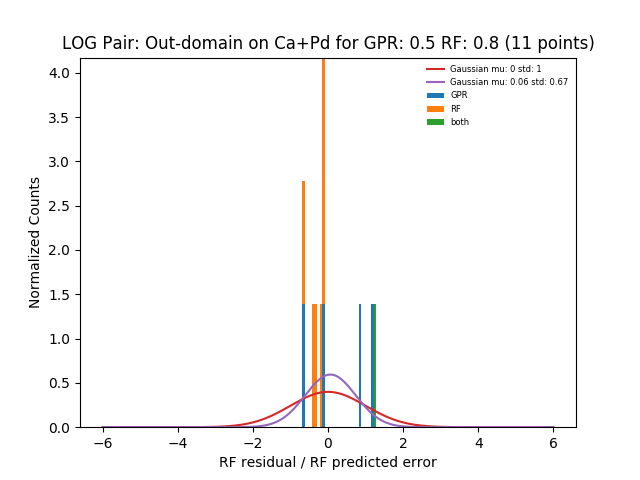 LOG Pair: Out-domain on Ca+Pd for GPR: 0.5 RF: 0.8 (11 points)
Gaussian mu: 0 std: 1
Gaussian mu: 0.06 std: 0.67
GPR
RF
both
4.0
3.5
3.0
2.5
2.0
1.5
1.0
0.5
0.0
Normalized Counts
−6 −4 −2 0 2 4 6
RF residual / RF predicted error